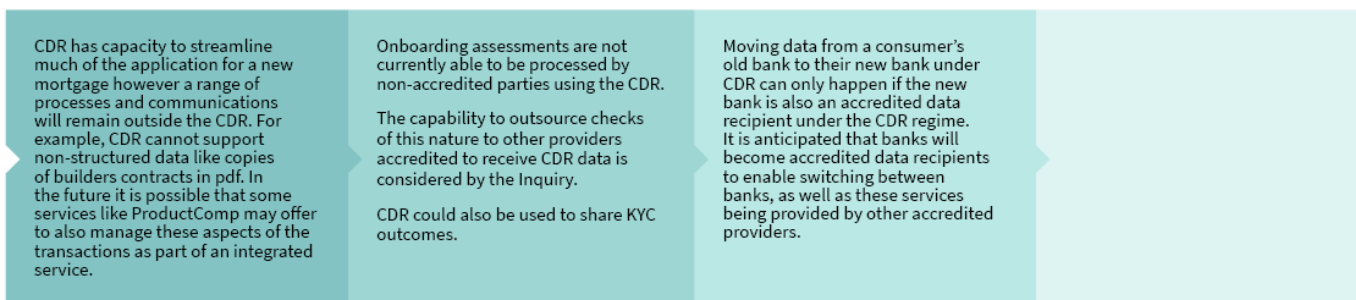 CDR has capacity to streamline
much of the application for a new
mortgage however a range of
processes and communications
will remain outside the CDR. For
example, CDR cannot support
non-structured data like copies
of builders contracts in pdf. In
the future it is possible that some
services like ProductComp may offer
to also manage these aspects of the
transactions as part of an integrated
service.
Onboarding assessments are not
currently able to be processed by
non-accredited parties using the CDR.
The capability to outsource checks
of this nature to other providers
accredited to receive CDR data is
considered by the Inquiry.
CDR could also be used to share KYC
outcomes.
Moving data from a consumer’s
old bank to their new bank under
CDR can only happen if the new
bank is also an accredited data
recipient under the CDR regime.
It is anticipated that banks will
become accredited data recipients
to enable switching between
banks, as well as these services
being provided by other accredited
providers.